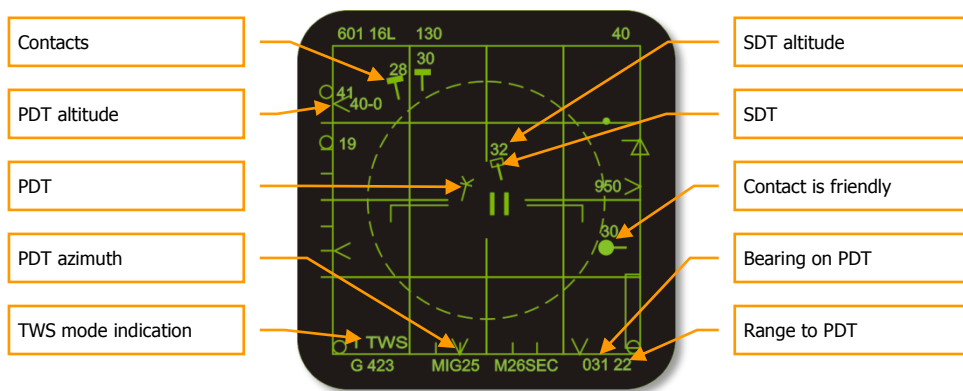 Contacts
PDT altitude
PDT
PDT azimuth
TWS mode indication
601 16L 130 40
28 30
41
40-0
19
32
950
30
TWS
G 423 MIG25 M26SEC 031 22
SDT altitude
SDT
Contact is friendly
Bearing on PDT
Range to PDT